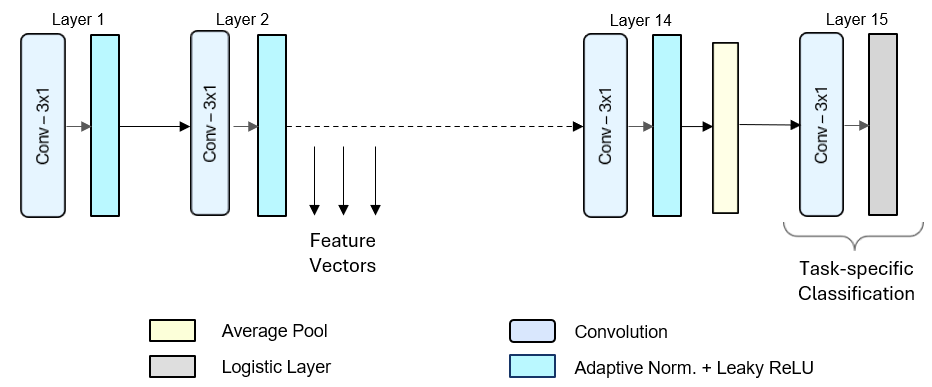 Layer 1
Layer 2
Layer 14
Layer 15
Conv – 3x1
Conv – 3x1
Conv – 3x1
Conv – 3x1
Feature
Vectors
Task-specific
Classification
Average Pool
Convolution
Logistic Layer
Adaptive Norm. + Leaky ReLU